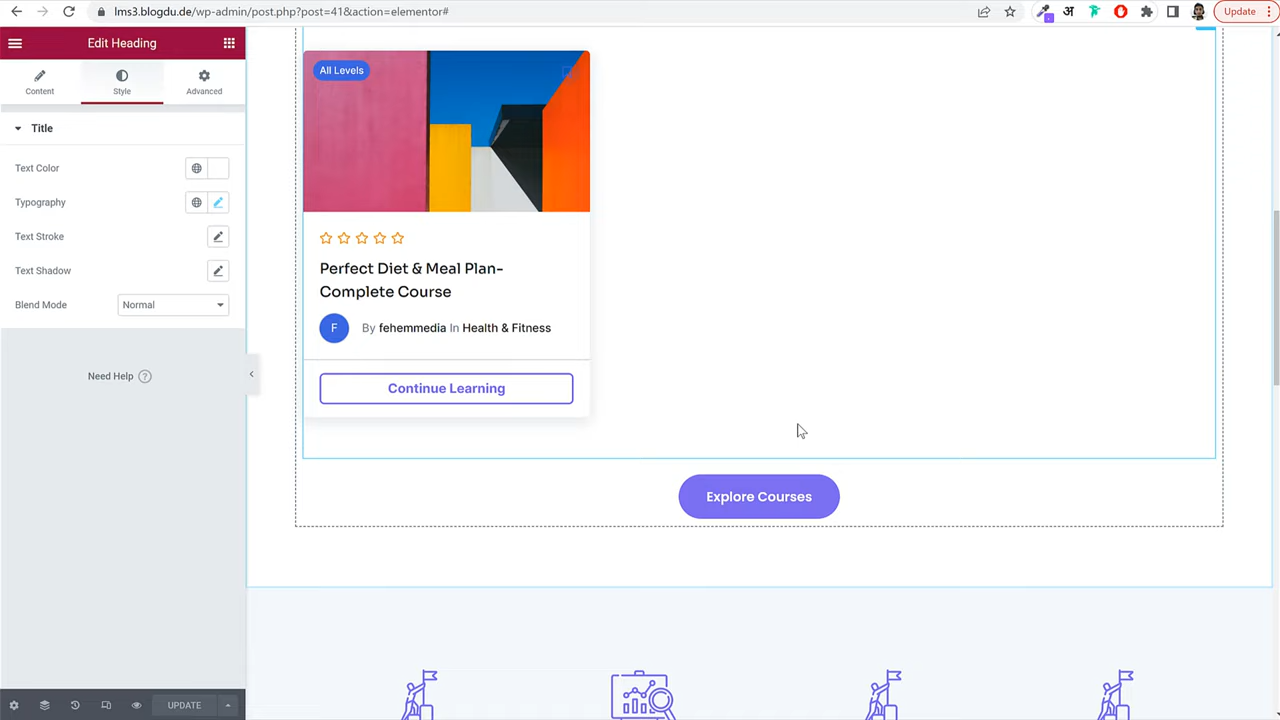 lms3.blogdu.de/wp-admin/post.php?post=41&action=elementor#
अ
Update
Edit Heading
Content
Style
Advanced
Title
Text Color
Typography
Text Stroke
Text Shadow
Blend Mode
Normal
Need Help ?
UPDATE
All Levels
Perfect Diet & Meal Plan-
Complete Course
F
By fehemmedia In Health & Fitness
Continue Learning
Explore Courses